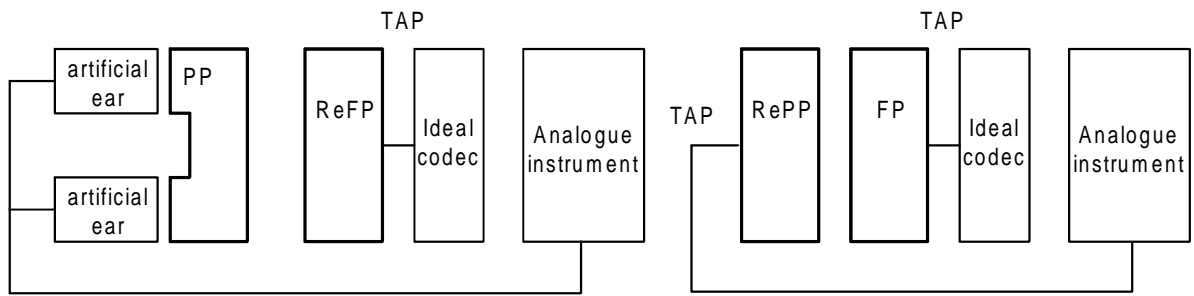 TAP
artificial
ear
PP
ReFP
Ideal
codec
Analogue
instrument
artificial
ear
TAP
TAP
RePP
FP
Ideal
codec
Analogue
instrument